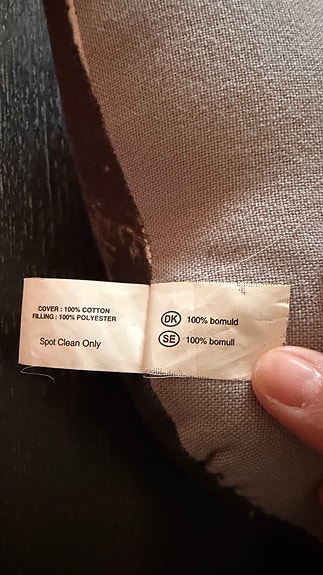 COVER : 100% COTTON
FILLING : 100% POLYESTER
Spot Clean Only
DK 100% bomuld
SE 100% bomull